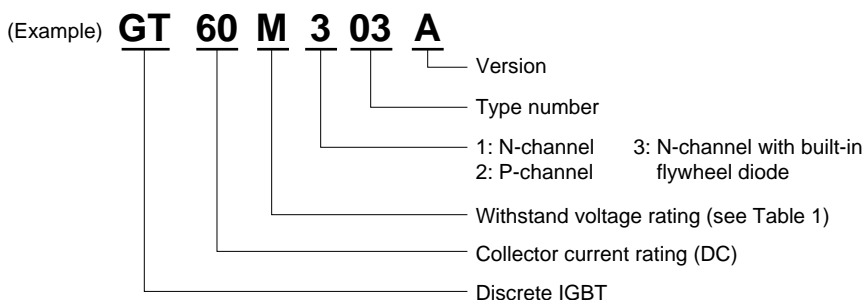 (Example) GT 60 M 3 03 A
Version
Type number
1: N-channel 3: N-channel with built-in
2: P-channel flywheel diode
Withstand voltage rating (see Table 1)
Collector current rating (DC)
Discrete IGBT